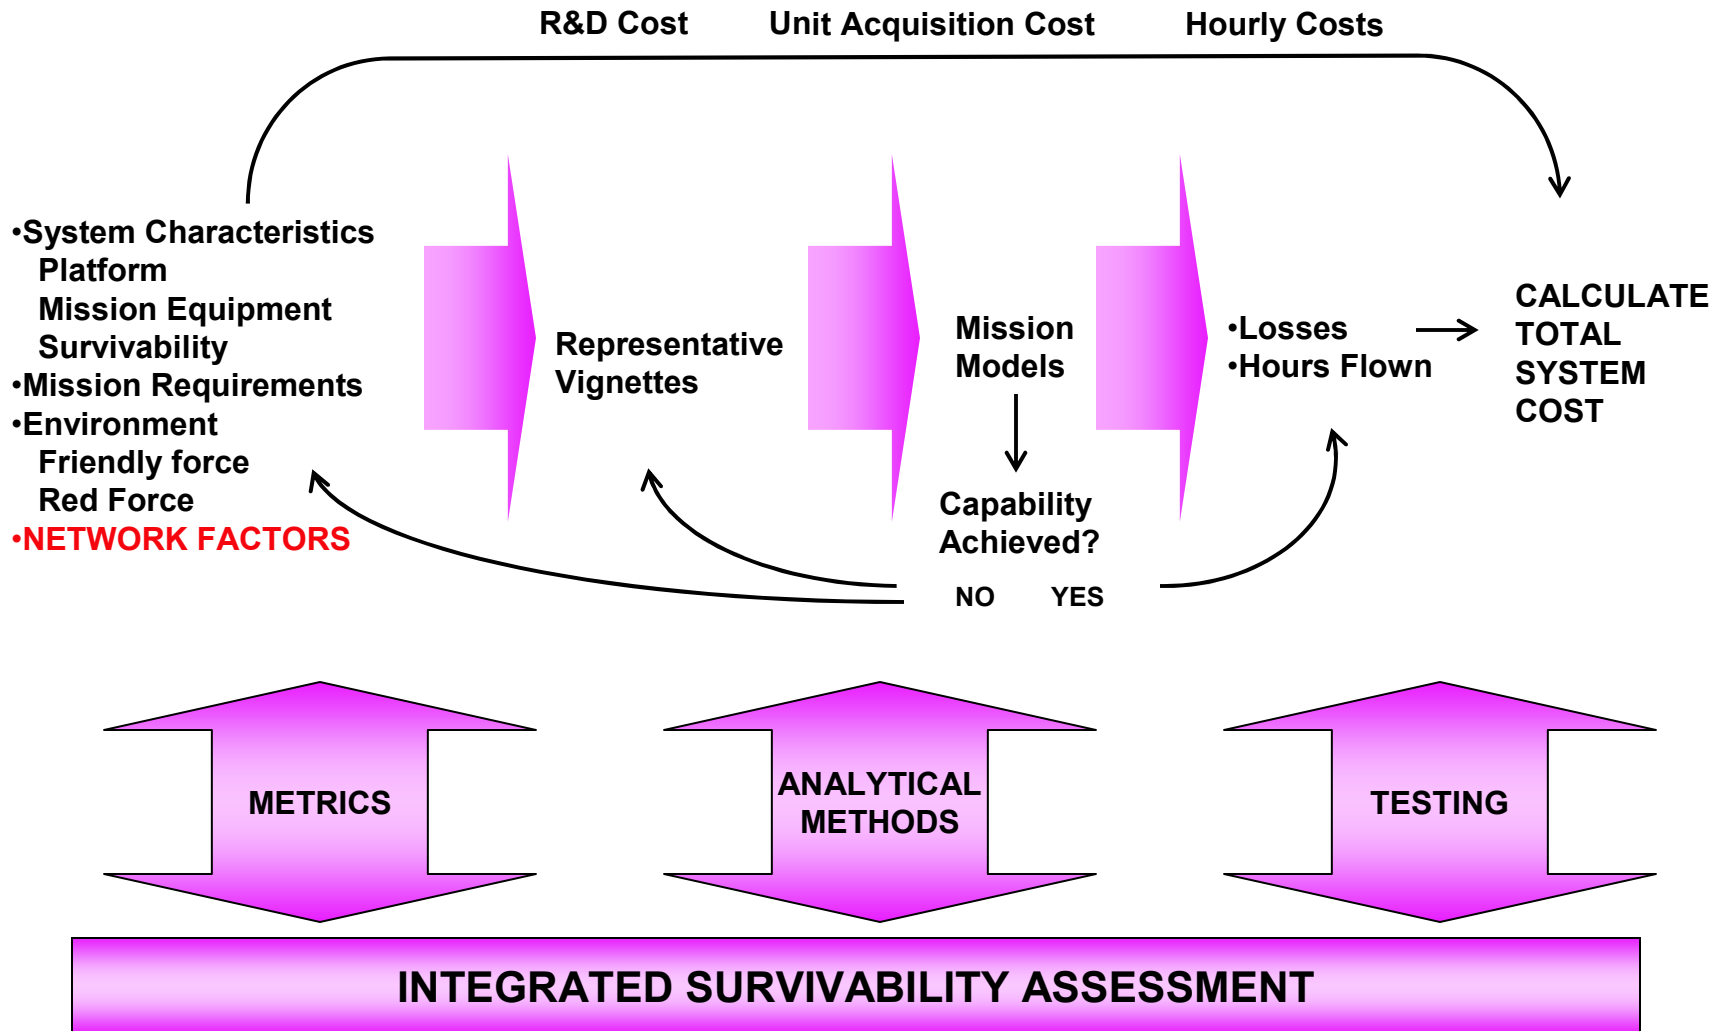 R&D Cost Unit Acquisition Cost Hourly Costs
•System Characteristics
Platform
Mission Equipment
Survivability
•Mission Requirements
•Environment
Friendly force
Red Force
•NETWORK FACTORS
Representative
Vignettes
Mission
Models
Capability
Achieved?
NO YES
•Losses
•Hours Flown
CALCULATE
TOTAL
SYSTEM
COST
METRICS
ANALYTICAL
METHODS
TESTING
INTEGRATED SURVIVABILITY ASSESSMENT